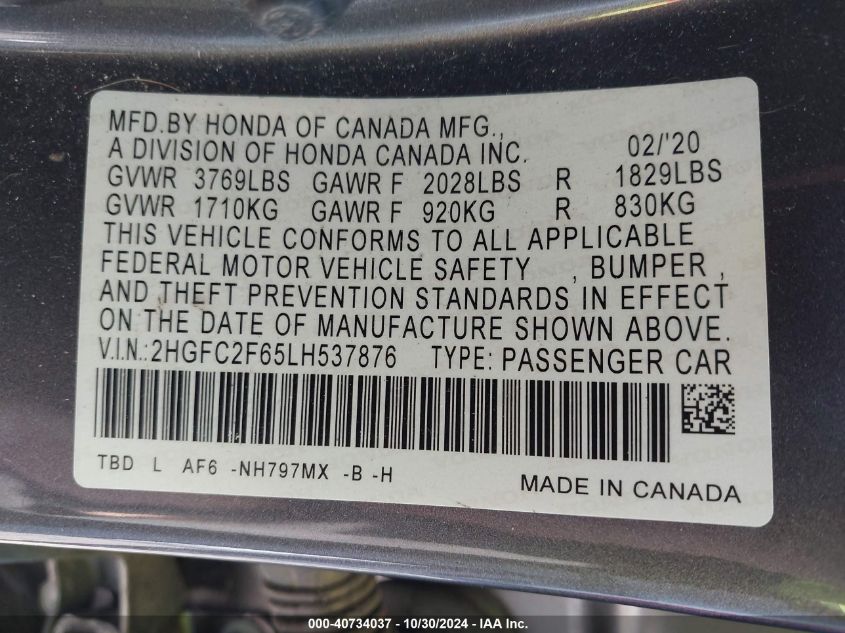 MFD.BY HONDA OF CANADA MFG.,
A DIVISION OF HONDA CANADA INC. 02/'20
GVWR 3769LBS GAWR F 2028LBS R 1829LBS
GVWR 1710KG GAWR F 920KG R 830KG
THIS VEHICLE CONFORMS TO ALL APPLICABLE
FEDERAL MOTOR VEHICLE SAFETY , BUMPER ,
AND THEFT PREVENTION STANDARDS IN EFFECT
ON THE DATE OF MANUFACTURE SHOWN ABOVE.
V.I.N.:2HGFC2F65LH537876 TYPE: PASSENGER CAR
TBD L AF6 -NH797MX -B -H
MADE IN CANADA
000-40734037 - 10/30/2024 - IAA Inc.